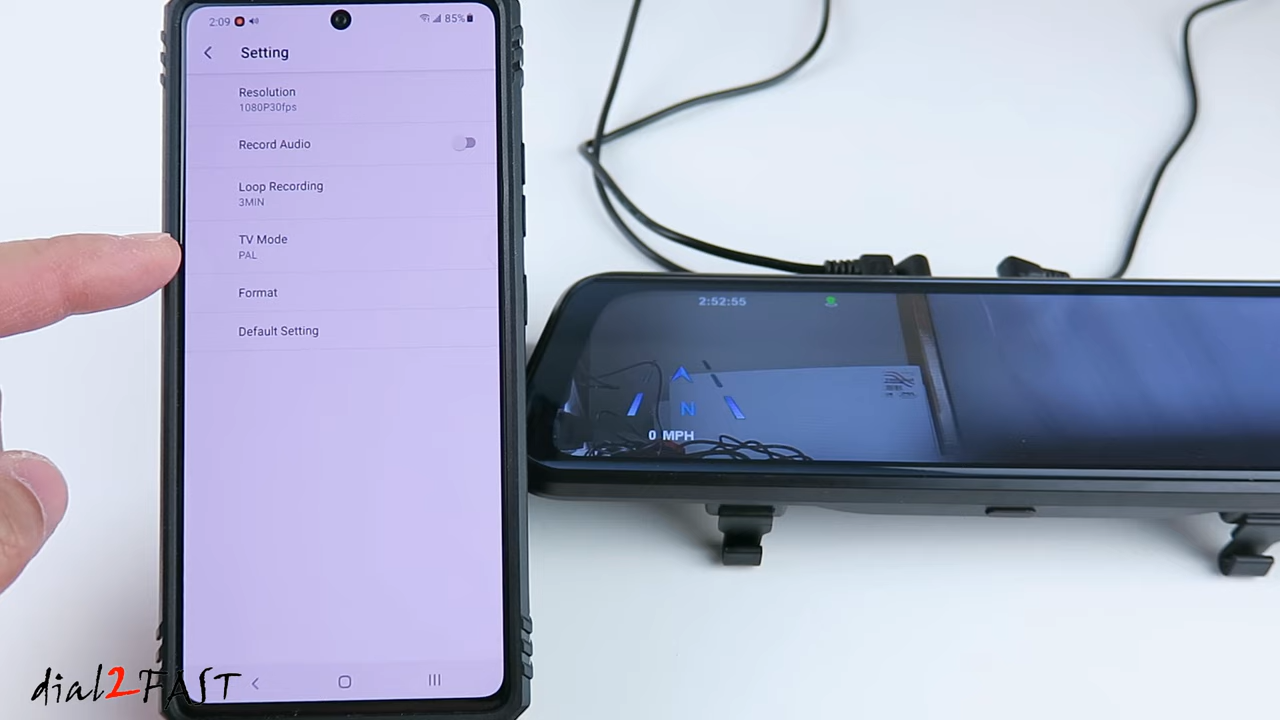 2:09
85%
Setting
Resolution
1080P30fps
Record Audio
Loop Recording
3MIN
TV Mode
PAL
Format
Default Setting
2:52:55
N
0 MPH
dial2FAST